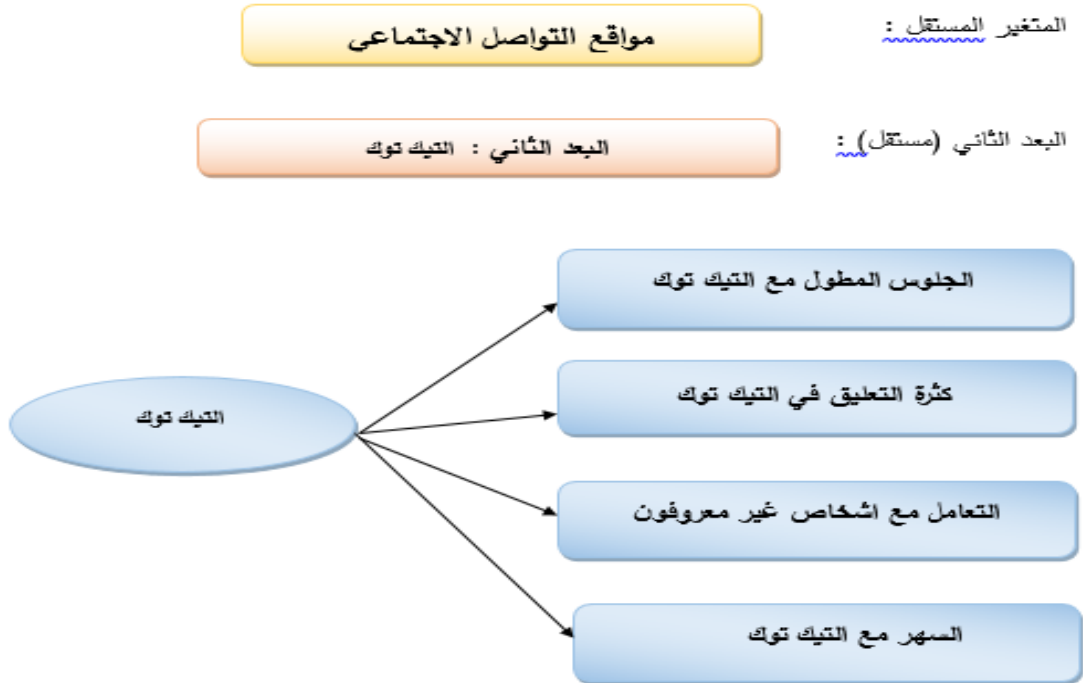 المتغير المستقل :
مواقع التواصل الاجتماعي
البعد الثاني (مستقل) :
البعد الثاني : التيك توك
الجلوس المطول مع التيك توك
كثرة التعليق في التيك توك
التيك توك
التعامل مع اشخاص غير معروفون
السهر مع التيك توك